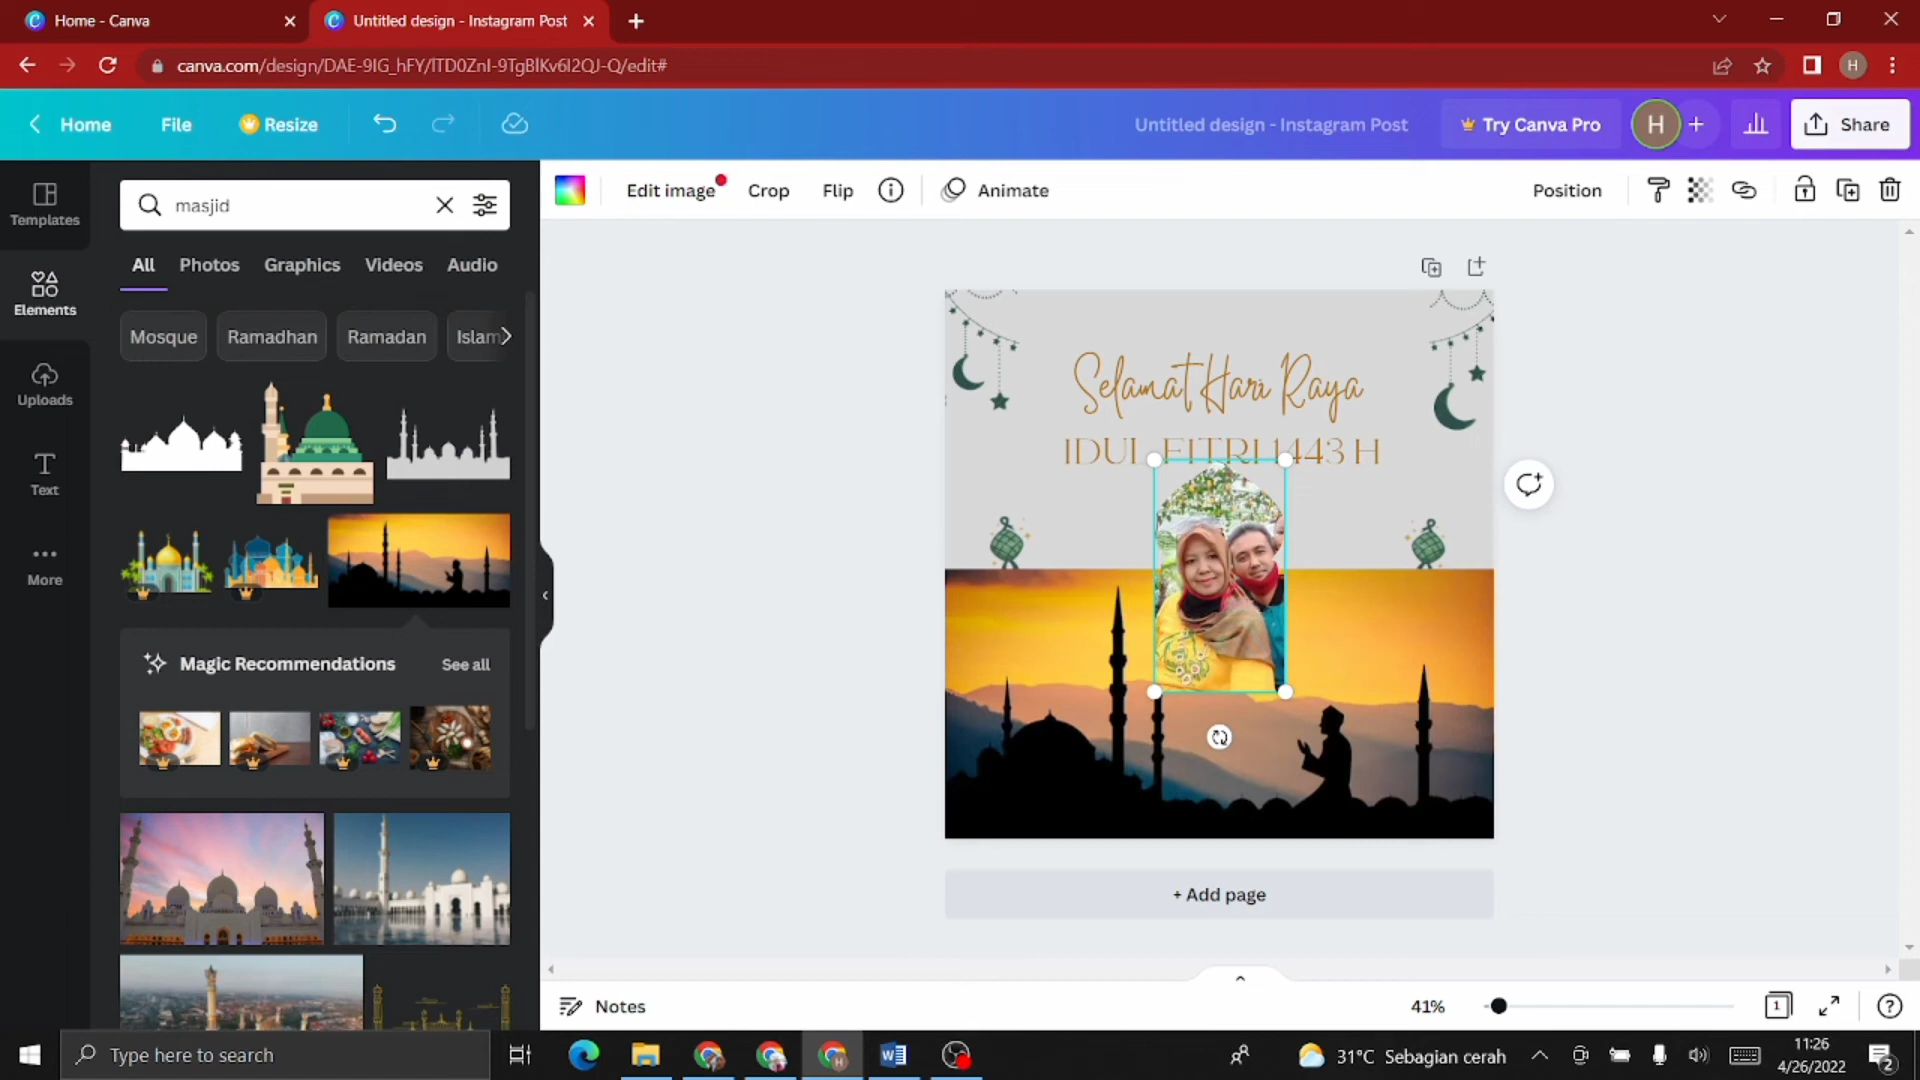 Home - Canva
Untitled design - Instagram Post
canva.com/design/DAE-9IG_hFY/lTD0ZnI-9TgBlKv6I2QJ-Q/edit#
H
Home
File
Resize
Untitled design - Instagram Post
Try Canva Pro
H
Share
Templates
Elements
Uploads
Text
More
masjid
All
Photos
Graphics
Videos
Audio
Mosque
Ramadhan
Ramadan
Islam
Magic Recommendations
See all
Edit image
Crop
Flip
Animate
Position
Selamat Hari Raya
IDUL FITRI 1443 H
+ Add page
Notes
41%
1
Type here to search
31°C Sebagian cerah
11:26
4/26/2022
2